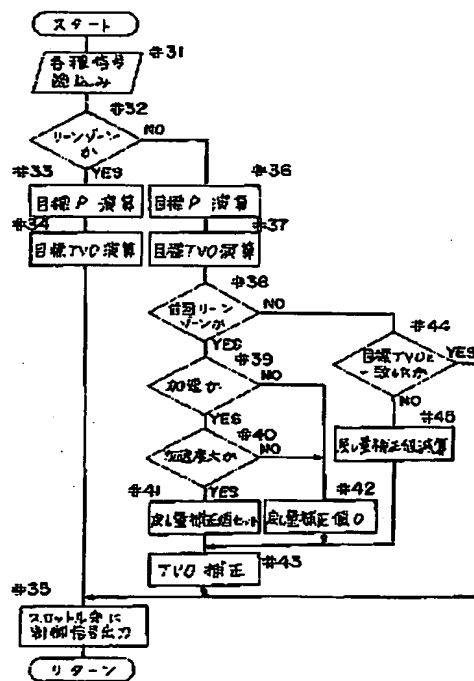 スタート
#31
各種信号
読込み
#32
リーンゾーン
か
NO
YES
#33
目標P 演算
#34
目標TVO演算
#36
目標P 演算
#37
目標TVO演算
#38
前回リーン
ゾーンか
NO
YES
#39
加速か
NO
YES
#40
加速度大か
NO
YES
#41
戻し量補正値セット
#42
戻し量補正値0
#43
TVO 補正
#44
目標TVOと
一致したか
YES
NO
#45
戻し量補正値減算
#35
スロットル弁に
制御信号出力
リターン